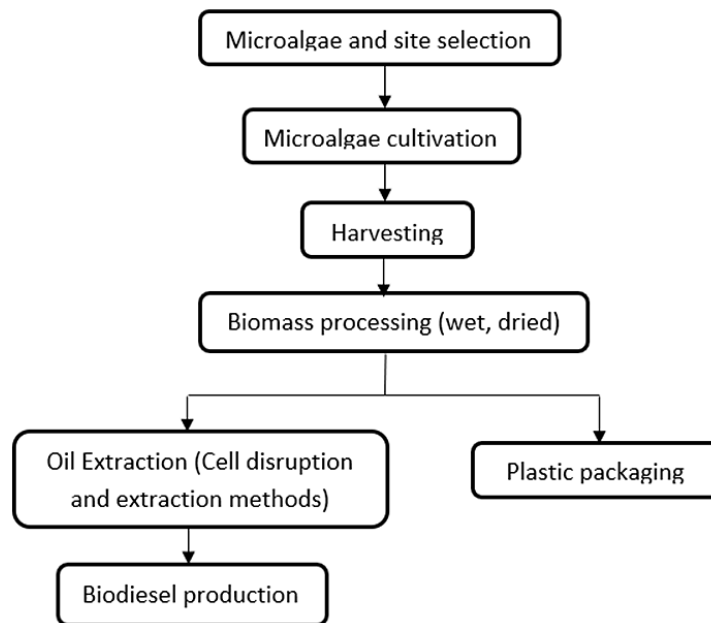 Microalgae and site selection
Microalgae cultivation
Harvesting
Biomass processing (wet, dried)
Oil Extraction (Cell disruption
and extraction methods)
Plastic packaging
Biodiesel production